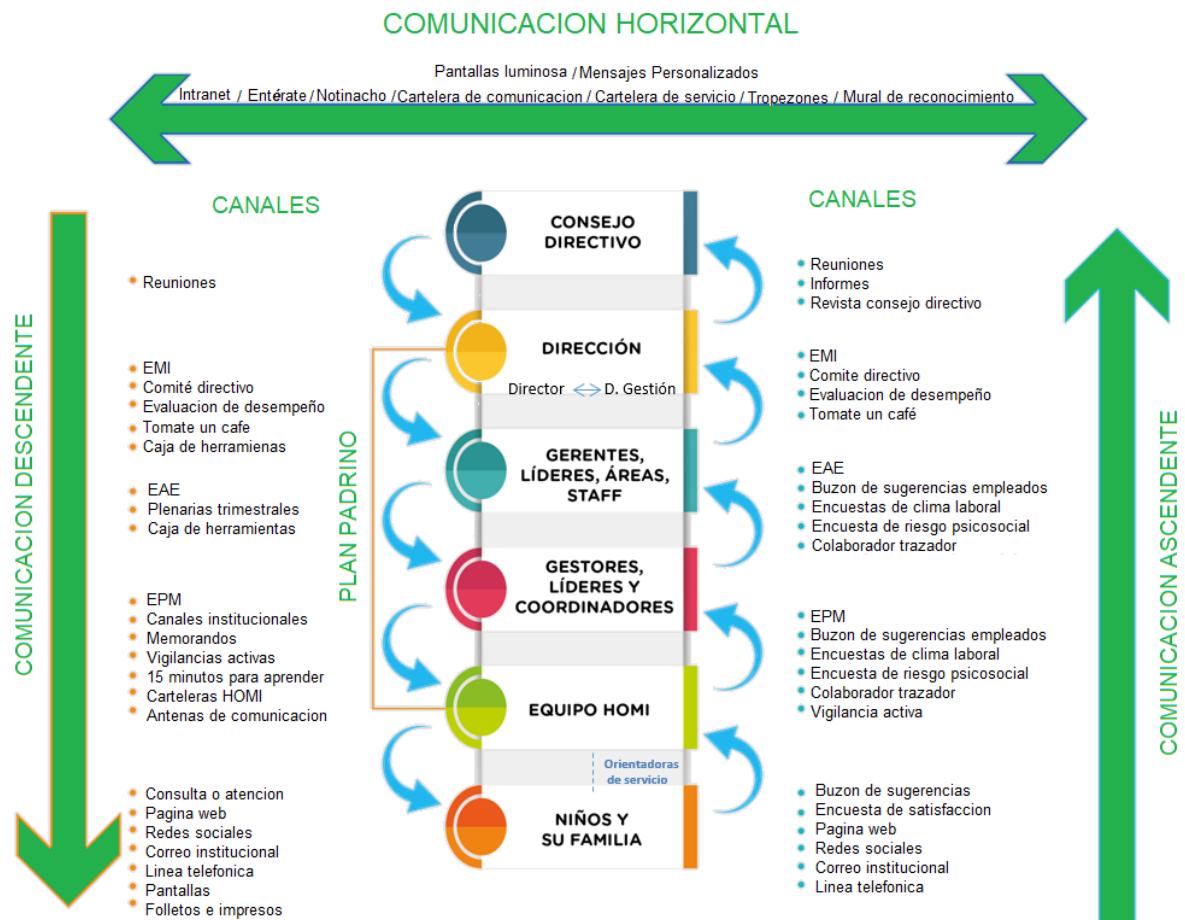 COMUNICACION HORIZONTAL
Pantallas luminosa / Mensajes Personalizados
Intranet / Entérate / Notinacho / Cartelera de comunicacion / Cartelera de servicio / Tropezones / Mural de reconocimiento
CANALES
COMUNICACION DESCENDENTE
Reuniones
EMI
Comité directivo
Evaluacion de desempeño
Tomate un cafe
Caja de herramienas
EAE
Plenarias trimestrales
Caja de herramientas
EPM
Canales institucionales
Memorandos
Vigilancias activas
15 minutos para aprender
Carteleras HOMI
Antenas de comunicacion
Consulta o atencion
Pagina web
Redes sociales
Correo institucional
Linea telefonica
Pantallas
Folletos e impresos
PLAN PADRINO
CONSEJO
DIRECTIVO
DIRECCIÓN
Director D. Gestión
GERENTES,
LÍDERES, ÁREAS,
STAFF
GESTORES,
LÍDERES Y
COORDINADORES
EQUIPO HOMI
Orientadoras
de servicio
NIÑOS Y
SU FAMILIA
CANALES
Reuniones
Informes
Revista consejo directivo
EMI
Comite directivo
Evaluacion de desempeño
Tomate un café
EAE
Buzon de sugerencias empleados
Encuestas de clima laboral
Encuesta de riesgo psicosocial
Colaborador trazador
EPM
Buzon de sugerencias empleados
Encuestas de clima laboral
Encuesta de riesgo psicosocial
Colaborador trazador
Vigilancia activa
Buzon de sugerencias
Encuesta de satisfaccion
Pagina web
Redes sociales
Correo institucional
Linea telefonica
COMUNICACION ASCENDENTE